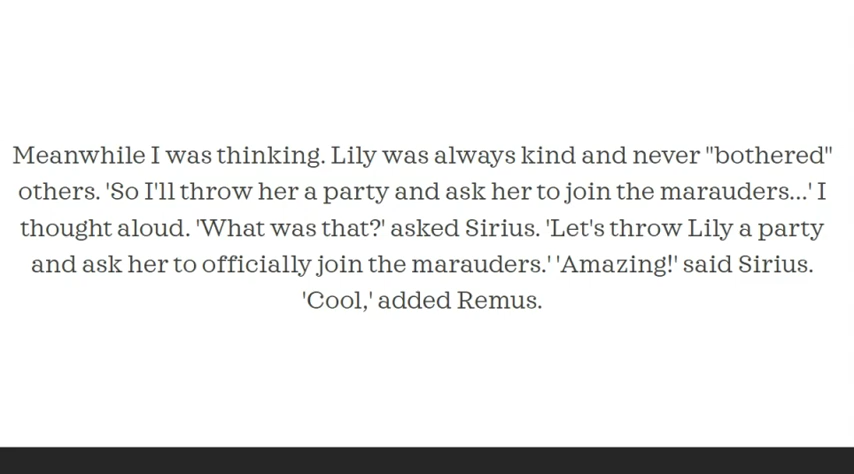 Meanwhile I was thinking. Lily was always kind and never "bothered"
others. 'So I'll throw her a party and ask her to join the marauders...' I
thought aloud. 'What was that?' asked Sirius. 'Let's throw Lily a party
and ask her to officially join the marauders.' 'Amazing!' said Sirius.
'Cool,' added Remus.